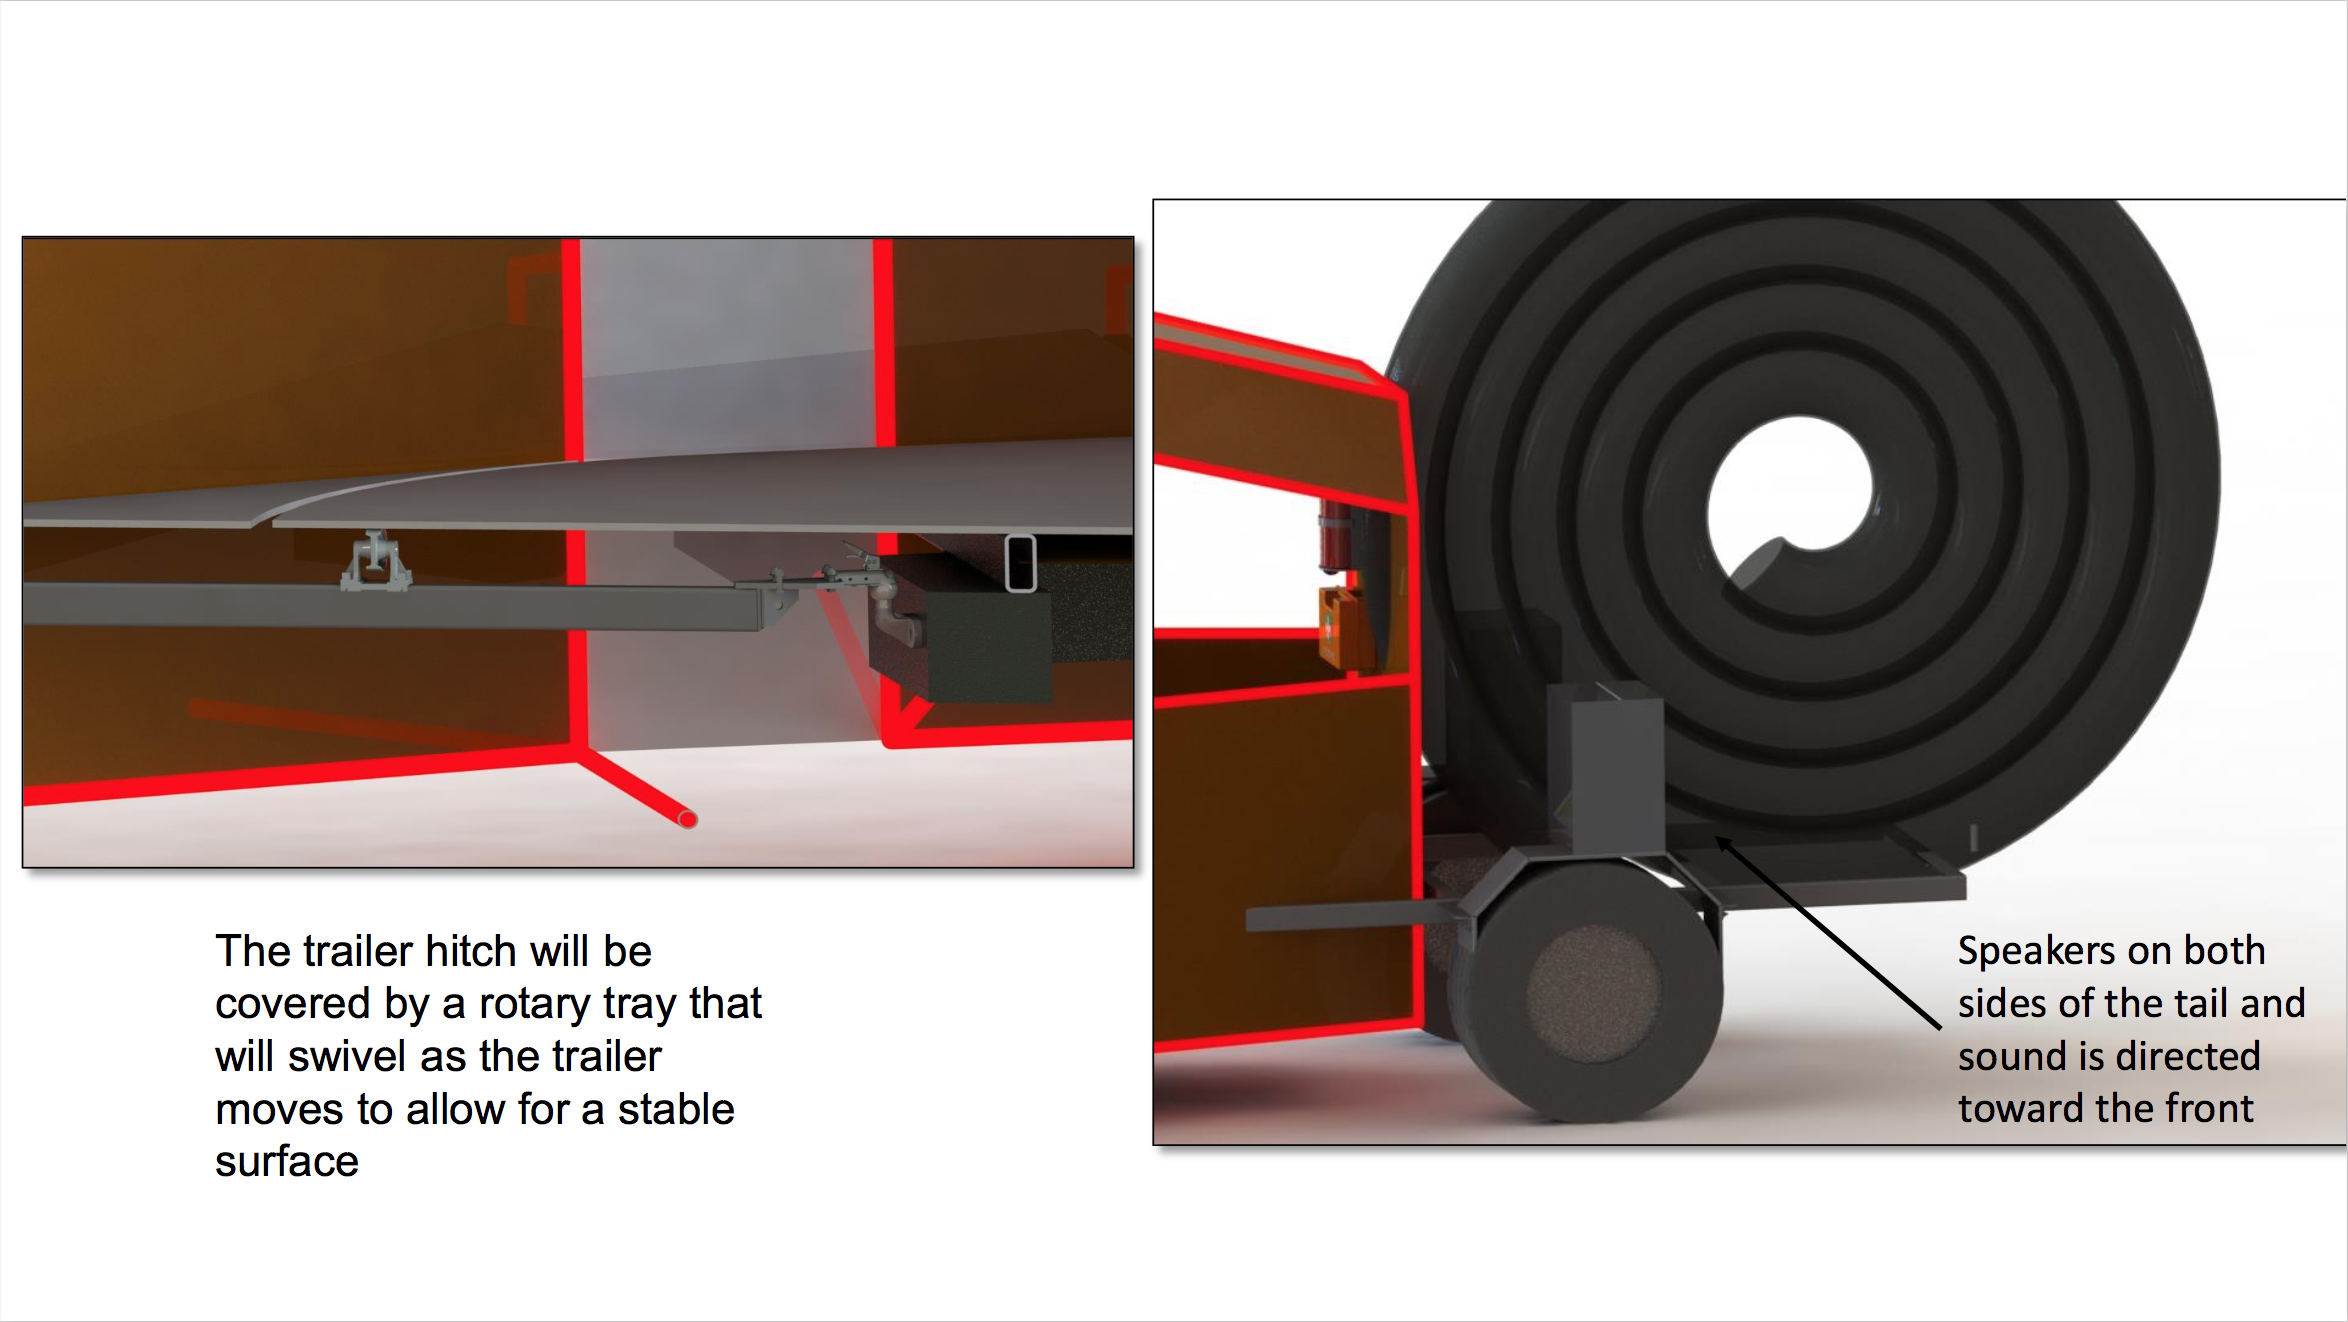 The trailer hitch will be
covered by a rotary tray that
will swivel as the trailer
moves to allow for a stable
surface
Speakers on both
sides of the tail and
sound is directed
toward the front